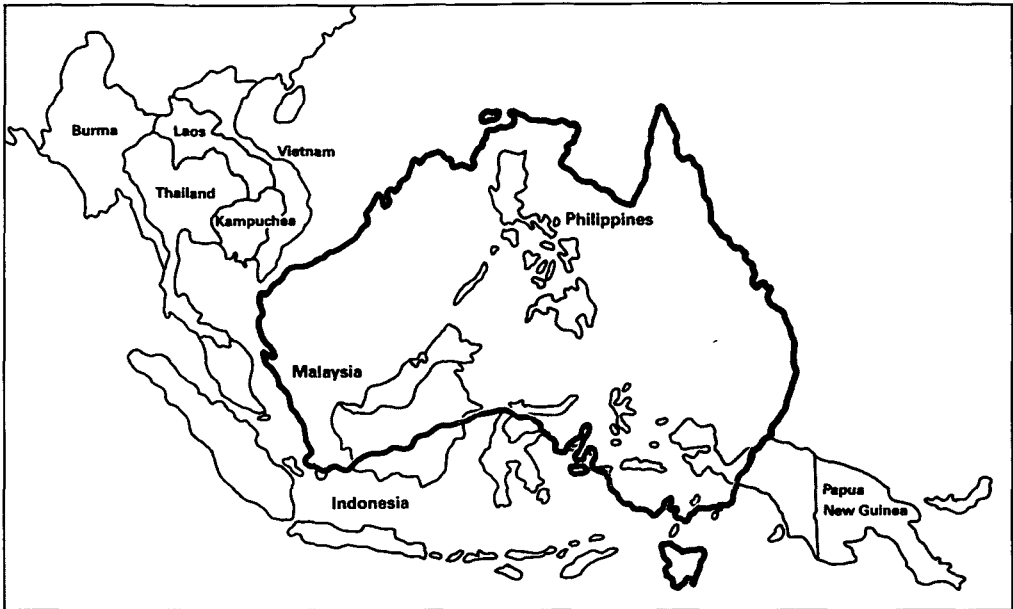 Burma
Laos
Vietnam
Thailand
Kampuchea
Philippines
Malaysia
Indonesia
Papua
New Guinea